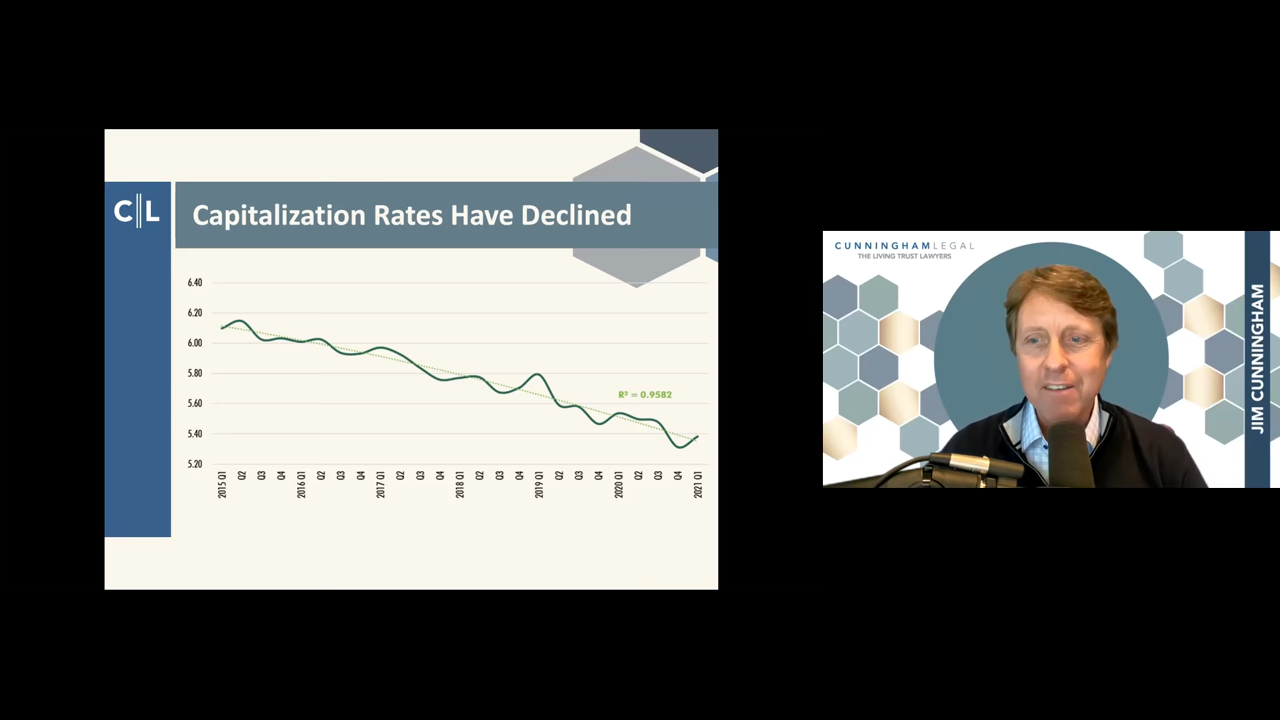 C||L
Capitalization Rates Have Declined
6.40
6.20
6.00
5.80
5.60
5.40
5.20
R² = 0.9582
2015 Q1
Q2
Q3
Q4
2016 Q1
Q2
Q3
Q4
2017 Q1
Q2
Q3
Q4
2018 Q1
Q2
Q3
Q4
2019 Q1
Q2
Q3
Q4
2020 Q1
Q2
Q3
Q4
2021 Q1
CUNNINGHAMLEGAL
THE LIVING TRUST LAWYERS
JIM CUNNINGHAM